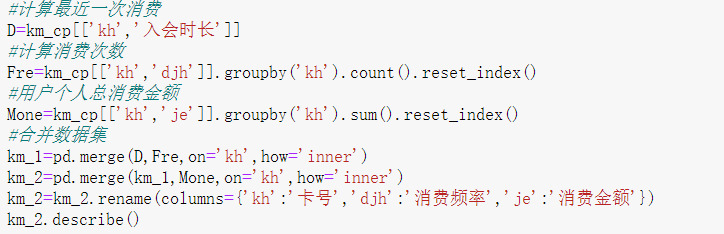 #计算最近一次消费
D=km_cp[['kh','入会时长']]
#计算消费次数
Fre=km_cp[['kh','djh']].groupby('kh').count().reset_index()
#用户个人总消费金额
Mone=km_cp[['kh','je']].groupby('kh').sum().reset_index()
#合并数据集
km_1=pd.merge(D,Fre,on='kh',how='inner')
km_2=pd.merge(km_1,Mone,on='kh',how='inner')
km_2=km_2.rename(columns={'kh':'卡号','djh':'消费频率','je':'消费金额'})
km_2.describe()